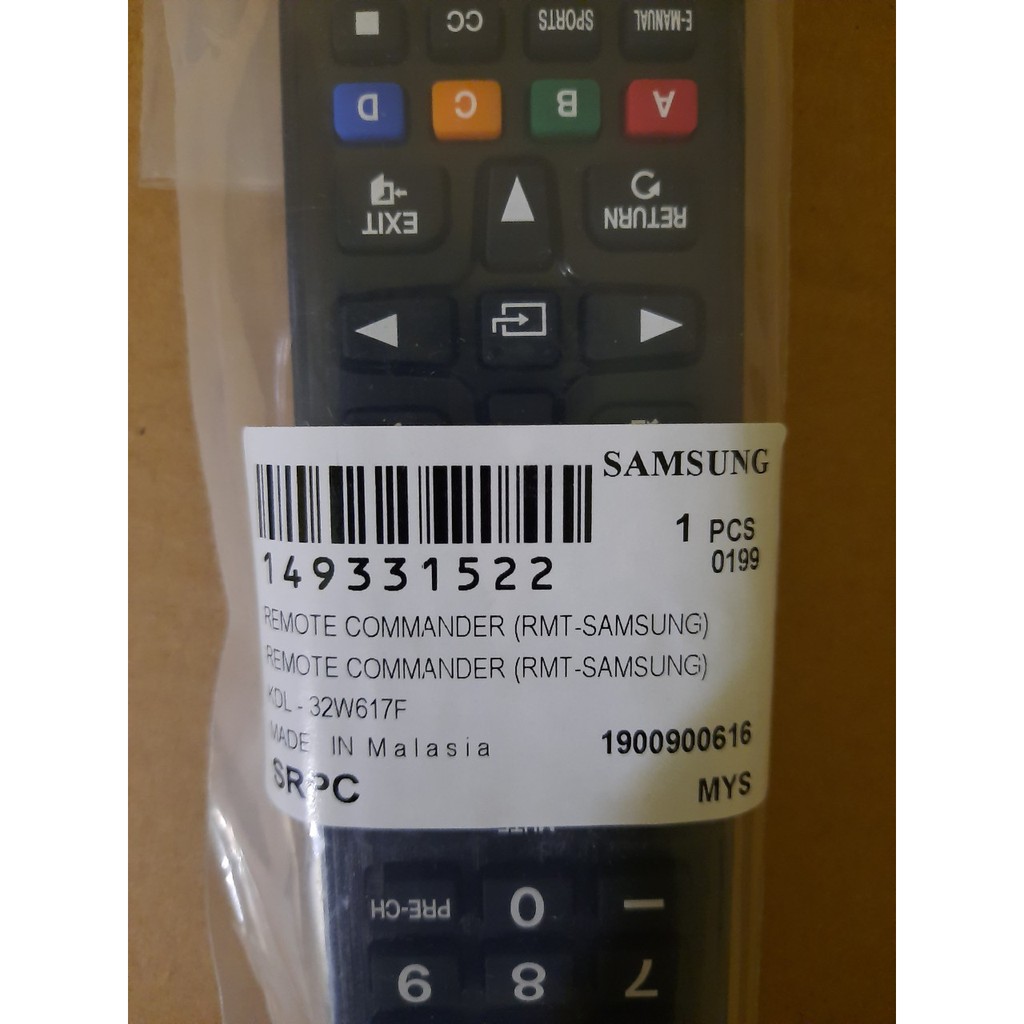 CC
SPORTS
E-MANUAL
D
C
B
A
EXIT
RETURN
SAMSUNG
1 PCS
0199
149331522
REMOTE COMMANDER (RMT-SAMSUNG)
REMOTE COMMANDER (RMT-SAMSUNG)
KDL - 32W617F
MADE IN Malasia
1900900616
SRPC
MYS
MUTE
PRE-CH
0
—
9
8
7